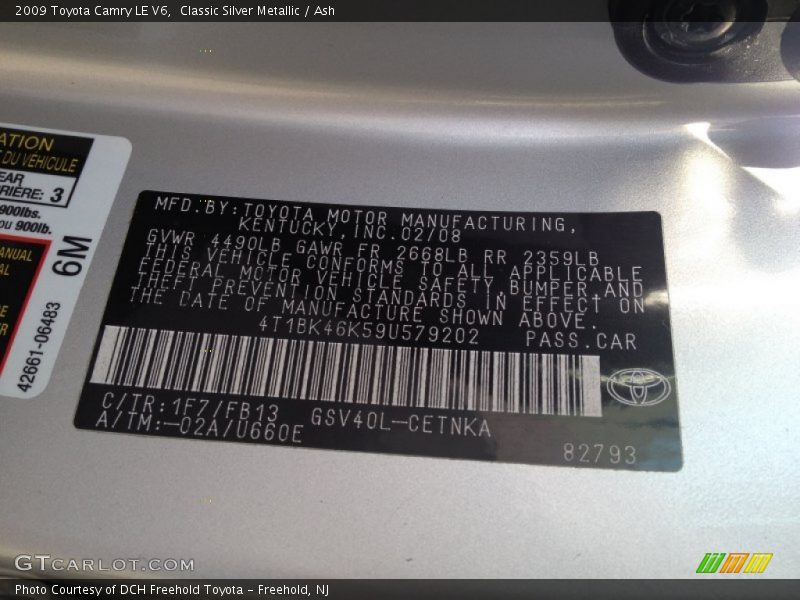 2009 Toyota Camry LE V6,  Classic Silver Metallic / Ash
ATION
DU VÉHICULE
EAR
RIÈRE: 3
900lbs.
ou 900lb.
ANUAL
AL
6M
42661-06483
MFD.BY:TOYOTA MOTOR MANUFACTURING,
KENTUCKY,INC.02/08
GVWR 4490LB GAWR FR 2668LB RR 2359LB
THIS VEHICLE CONFORMS TO ALL APPLICABLE
FEDERAL MOTOR VEHICLE SAFETY,BUMPER,AND
THEFT PREVENTION STANDARDS IN EFFECT ON
THE DATE OF MANUFACTURE SHOWN ABOVE.
4T1BK46K59U579202 PASS.CAR
C/TR:1F7/FB13 GSV40L-CETNKA
A/TM:-02A/U660E
82793
GTCARLOT.COM
Photo Courtesy of DCH Freehold Toyota - Freehold, NJ